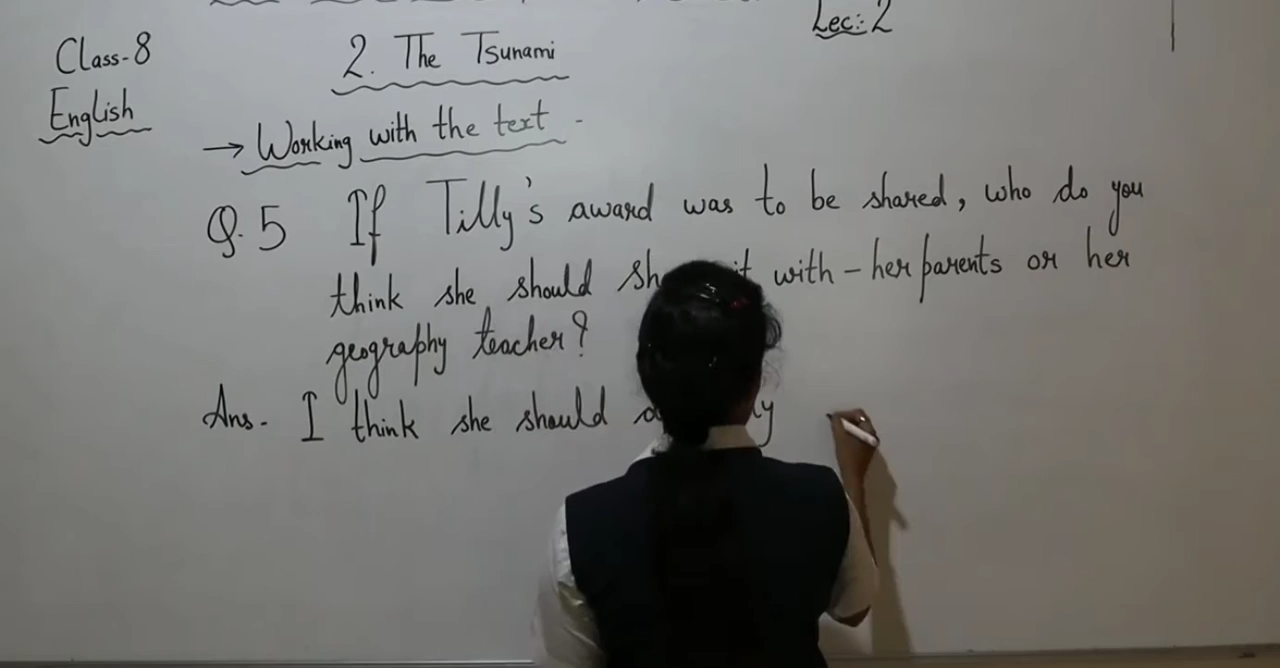 Lec:- 2
Class-8
2. The Tsunami
English
→ Working with the text -
Q.5 If Tilly's award was to be shared, who do you
think she should it with - her parents or her
geography teacher?
Ans. I think she should